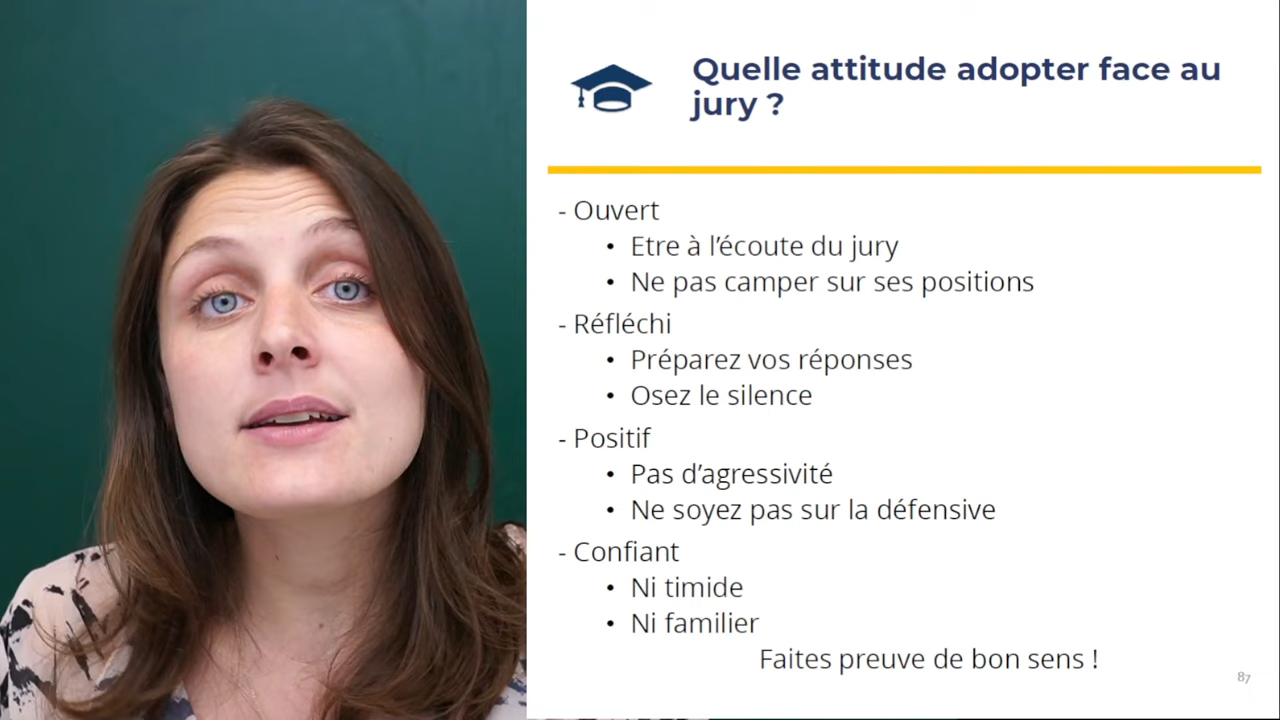 Quelle attitude adopter face au
jury ?
- Ouvert
• Etre à l’écoute du jury
• Ne pas camper sur ses positions
- Réfléchi
• Préparez vos réponses
• Osez le silence
- Positif
• Pas d’agressivité
• Ne soyez pas sur la défensive
- Confiant
• Ni timide
• Ni familier
Faites preuve de bon sens !
87